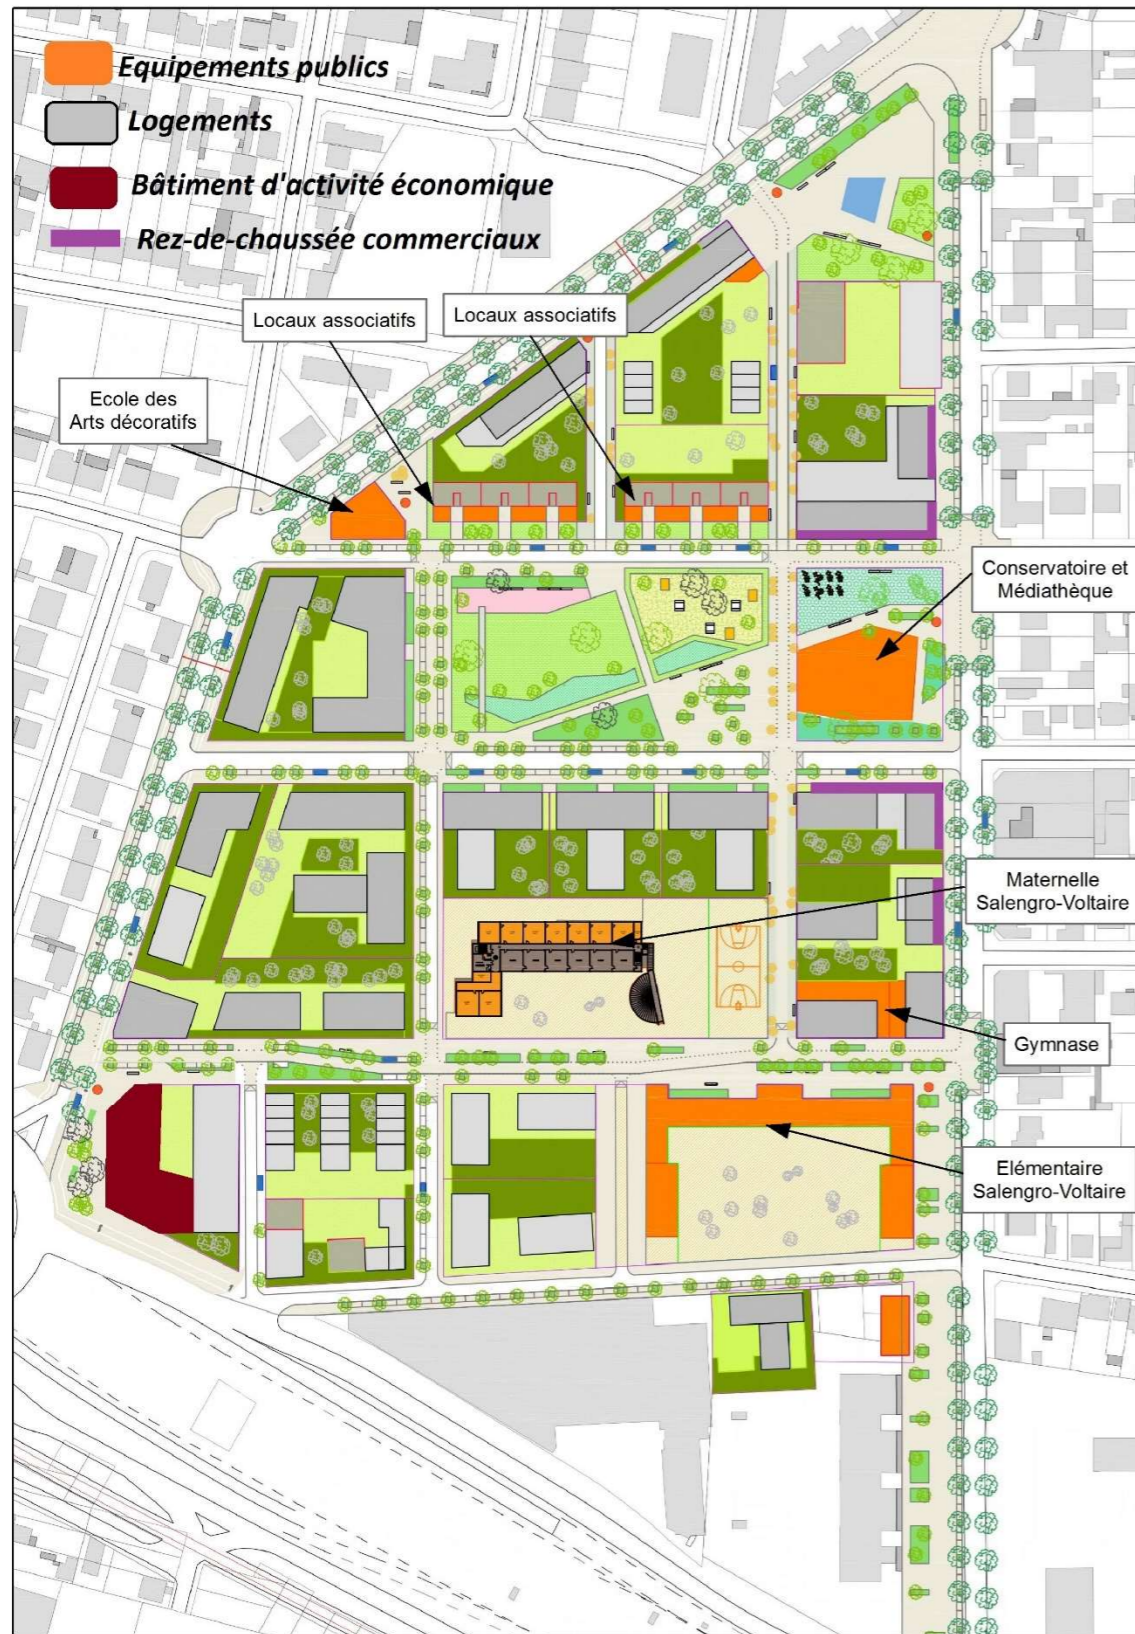 Equipements publics
Logements
Bâtiment d'activité économique
Rez-de-chaussée commerciaux
Locaux associatifs
Locaux associatifs
Ecole des
Arts décoratifs
Conservatoire et
Médiathèque
Maternelle
Salengro-Voltaire
Gymnase
Elémentaire
Salengro-Voltaire